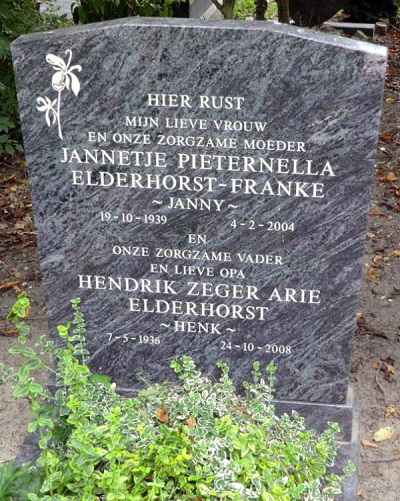 HIER RUST
MIJN LIEVE VROUW
EN ONZE ZORGZAME MOEDER
JANNETJE PIETERNELLA
ELDERHORST-FRANKE
~ JANNY ~
19-10-1939 4-2-2004
EN
ONZE ZORGZAME VADER
EN LIEVE OPA
HENDRIK ZEGER ARIE
ELDERHORST
~ HENK ~
7-5-1936 24-10-2008